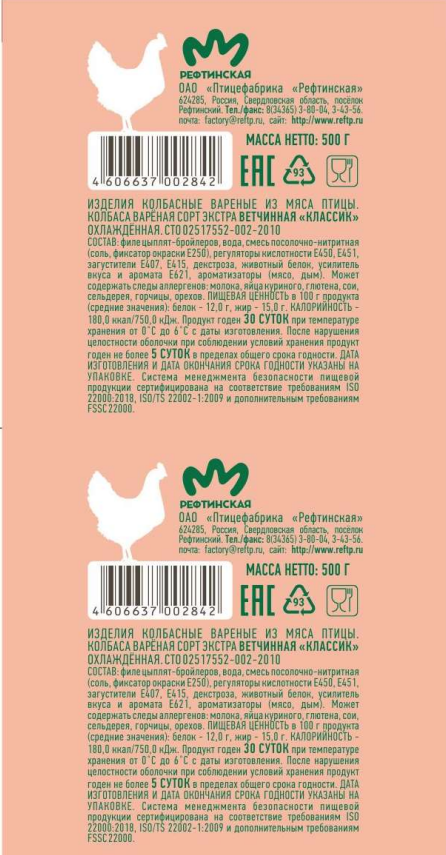 РЕФТИНСКАЯ
ОАО «Птицефабрика «Рефтинская»
624285, Россия, Свердловская область, посёлок
Рефтинский. Тел./факс: 8(34365) 3-80-04, 3-43-56.
почта: factory@reftp.ru, сайт: http://www.reftp.ru
МАССА НЕТТО: 500 Г
4 606637 002842
ЕАС
93
ИЗДЕЛИЯ КОЛБАСНЫЕ ВАРЕНЫЕ ИЗ МЯСА ПТИЦЫ.
КОЛБАСА ВАРЁНАЯ СОРТ ЭКСТРА ВЕТЧИННАЯ «КЛАССИК»
ОХЛАЖДЁННАЯ. СТО 02517552-002-2010
СОСТАВ: филе цыплят-бройлеров, вода, смесь посолочно-нитритная
(соль, фиксатор окраски Е250), регуляторы кислотности Е450, Е451,
загустители Е407, Е415, декстроза, животный белок, усилитель
вкуса и аромата Е621, ароматизаторы (мясо, дым). Может
содержать следы аллергенов: молока, яйца куриного, глютена, сои,
сельдерея, горчицы, орехов. ПИЩЕВАЯ ЦЕННОСТЬ в 100 г продукта
(средние значения): белок - 12,0 г, жир - 15,0 г. КАЛОРИЙНОСТЬ -
180,0 ккал/750,0 кДж. Продукт годен 30 СУТОК при температуре
хранения от 0°С до 6°С с даты изготовления. После нарушения
целостности оболочки при соблюдении условий хранения продукт
годен не более 5 СУТОК в пределах общего срока годности. ДАТА
ИЗГОТОВЛЕНИЯ И ДАТА ОКОНЧАНИЯ СРОКА ГОДНОСТИ УКАЗАНЫ НА
УПАКОВКЕ. Система менеджмента безопасности пищевой
продукции сертифицирована на соответствие требованиям ISO
22000:2018, ISO/TS 22002-1:2009 и дополнительным требованиям
FSSC 22000.
РЕФТИНСКАЯ
ОАО «Птицефабрика «Рефтинская»
624285, Россия, Свердловская область, посёлок
Рефтинский. Тел./факс: 8(34365) 3-80-04, 3-43-56.
почта: factory@reftp.ru, сайт: http://www.reftp.ru
МАССА НЕТТО: 500 Г
4 606637 002842
ЕАС
93
ИЗДЕЛИЯ КОЛБАСНЫЕ ВАРЕНЫЕ ИЗ МЯСА ПТИЦЫ.
КОЛБАСА ВАРЁНАЯ СОРТ ЭКСТРА ВЕТЧИННАЯ «КЛАССИК»
ОХЛАЖДЁННАЯ. СТО 02517552-002-2010
СОСТАВ: филе цыплят-бройлеров, вода, смесь посолочно-нитритная
(соль, фиксатор окраски Е250), регуляторы кислотности Е450, Е451,
загустители Е407, Е415, декстроза, животный белок, усилитель
вкуса и аромата Е621, ароматизаторы (мясо, дым). Может
содержать следы аллергенов: молока, яйца куриного, глютена, сои,
сельдерея, горчицы, орехов. ПИЩЕВАЯ ЦЕННОСТЬ в 100 г продукта
(средние значения): белок - 12,0 г, жир - 15,0 г. КАЛОРИЙНОСТЬ -
180,0 ккал/750,0 кДж. Продукт годен 30 СУТОК при температуре
хранения от 0°С до 6°С с даты изготовления. После нарушения
целостности оболочки при соблюдении условий хранения продукт
годен не более 5 СУТОК в пределах общего срока годности. ДАТА
ИЗГОТОВЛЕНИЯ И ДАТА ОКОНЧАНИЯ СРОКА ГОДНОСТИ УКАЗАНЫ НА
УПАКОВКЕ. Система менеджмента безопасности пищевой
продукции сертифицирована на соответствие требованиям ISO
22000:2018, ISO/TS 22002-1:2009 и дополнительным требованиям
FSSC 22000.